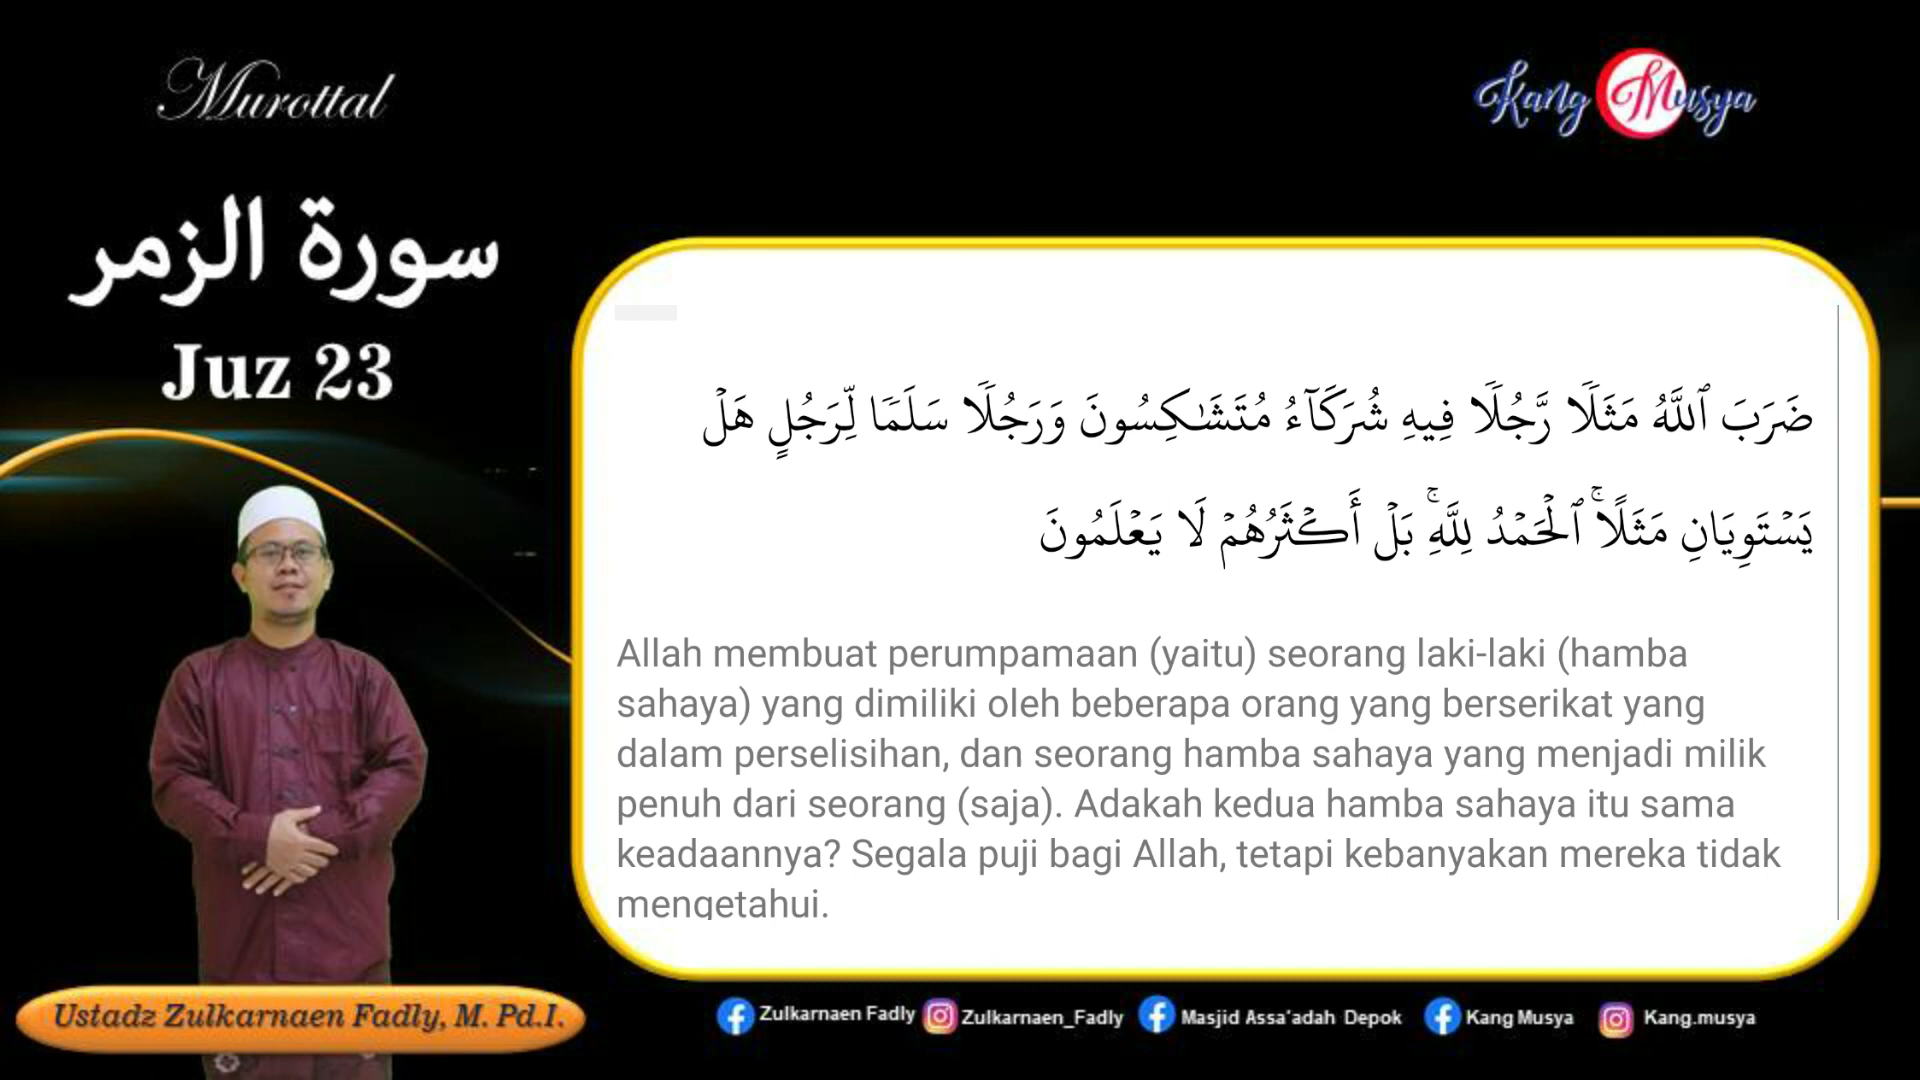 Murottal
Kang Musya
سورة الزمر
Juz 23
ضَرَبَ ٱللَّهُ مَثَلًا رَّجُلًا فِيهِ شُرَكَآءُ مُتَشَـٰكِسُونَ وَرَجُلًا سَلَمًا لِّرَجُلٍ هَلْ
يَسْتَوِيَانِ مَثَلًا ۚ ٱلْحَمْدُ لِلَّهِ ۚ بَلْ أَكْثَرُهُمْ لَا يَعْلَمُونَ
Allah membuat perumpamaan (yaitu) seorang laki-laki (hamba
sahaya) yang dimiliki oleh beberapa orang yang berserikat yang
dalam perselisihan, dan seorang hamba sahaya yang menjadi milik
penuh dari seorang (saja). Adakah kedua hamba sahaya itu sama
keadaannya? Segala puji bagi Allah, tetapi kebanyakan mereka tidak
mengetahui.
Ustadz Zulkarnaen Fadly, M. Pd.I.
Zulkarnaen Fadly Zulkarnaen_Fadly Masjid Assa'adah Depok Kang Musya Kang.musya